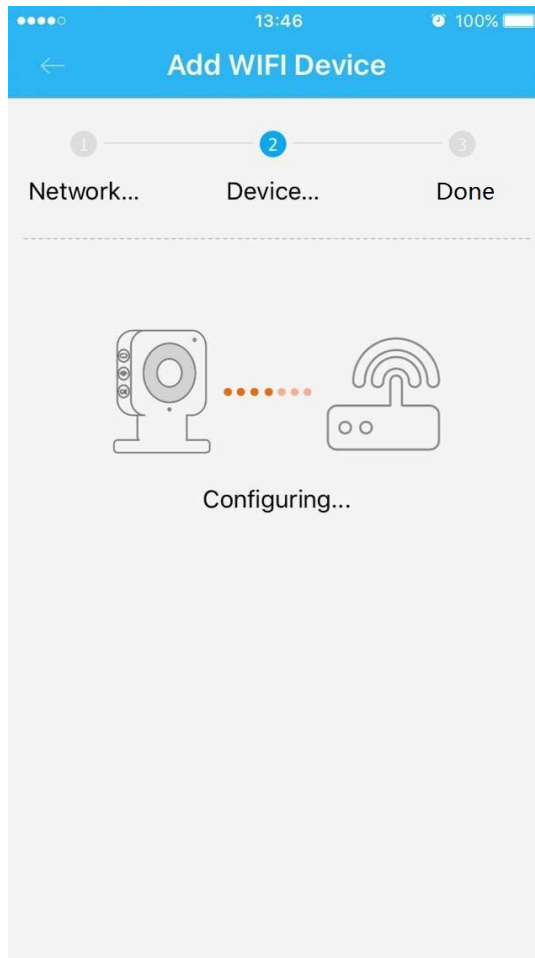 13:46 100%
Add WIFI Device
1 2 3
Network... Device... Done
Configuring...